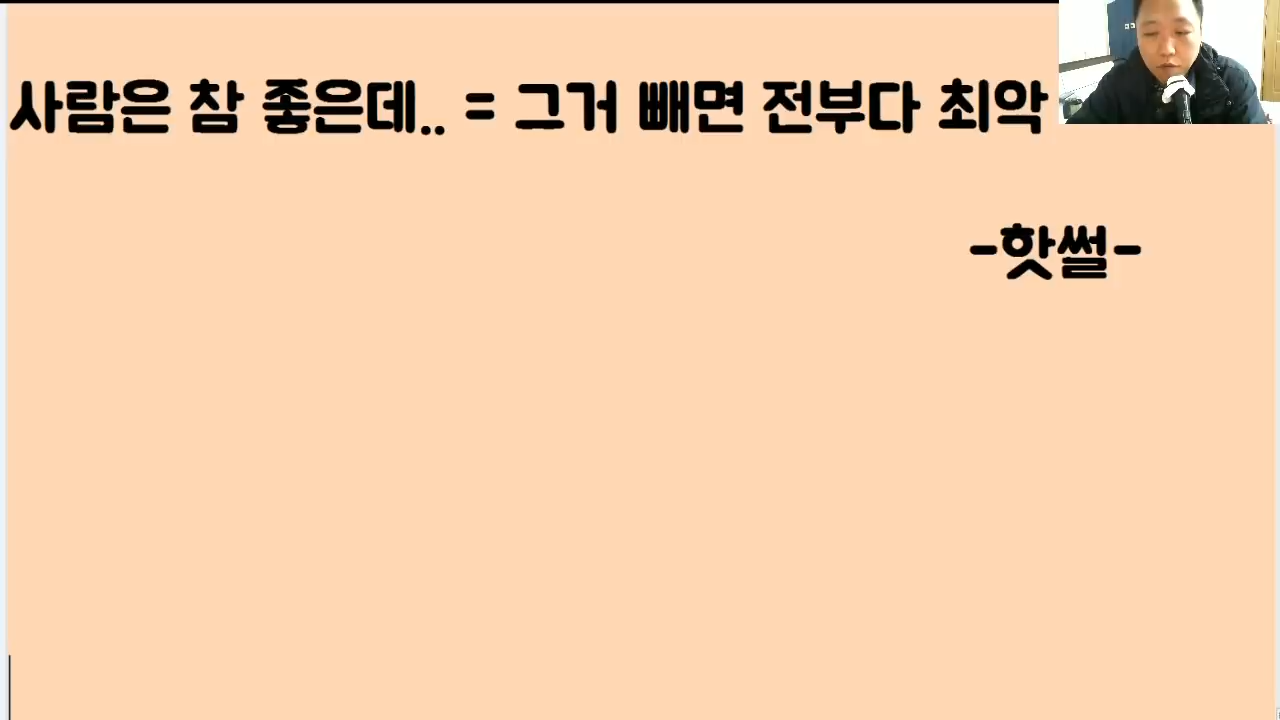 사람은 참 좋은데.. = 그거 빼면 전부다 최악
-핫썰-